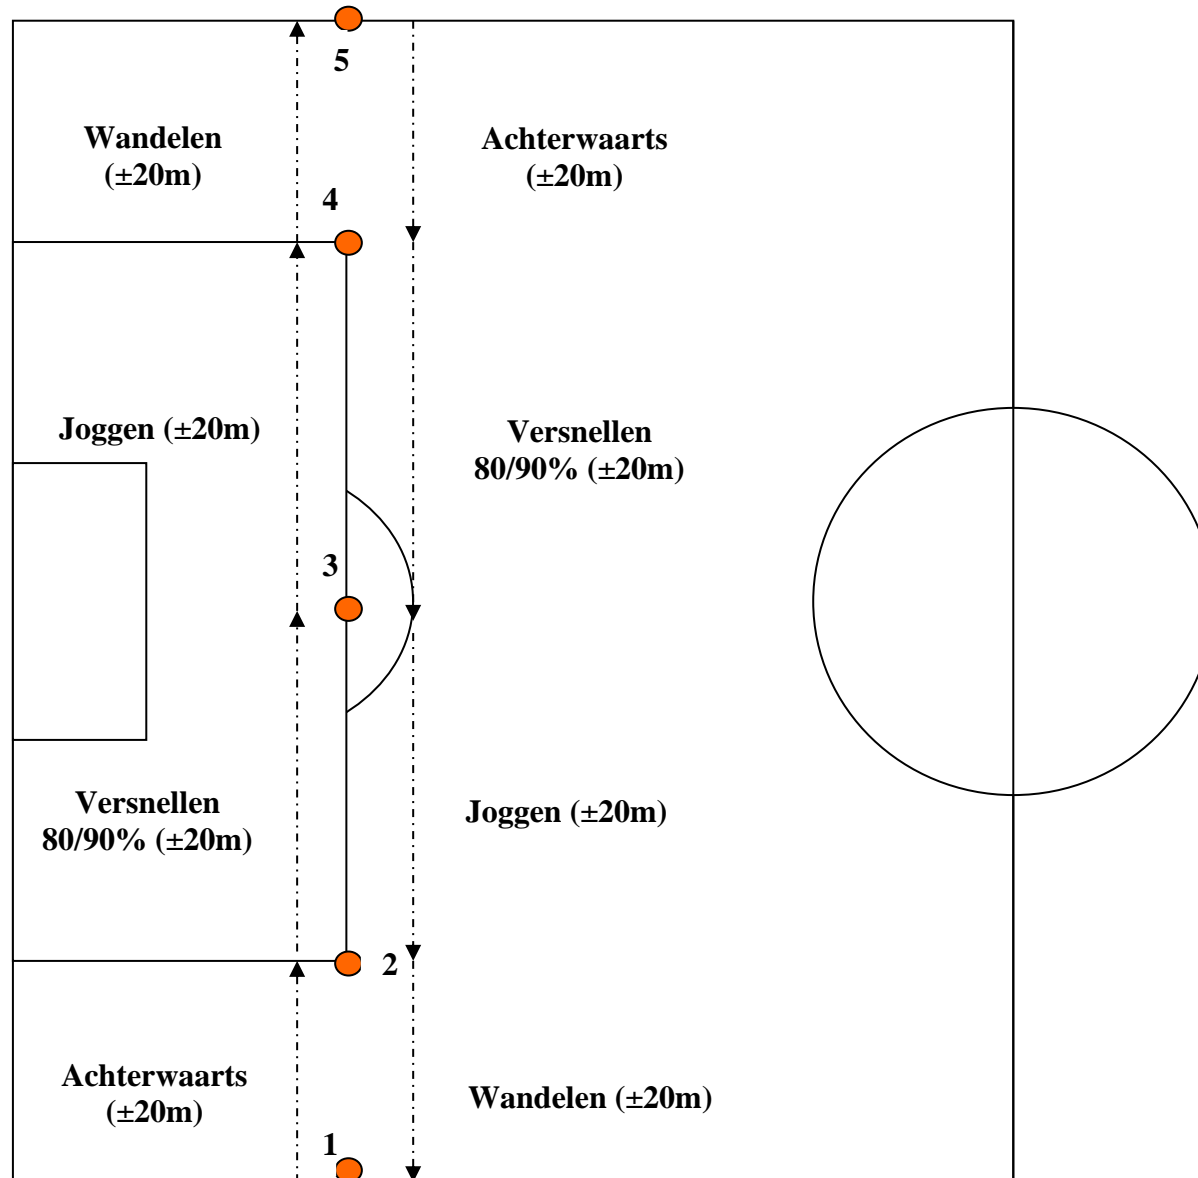 5
Wandelen
(±20m)
Achterwaarts
(±20m)
4
Joggen (±20m)
Versnellen
80/90% (±20m)
3
Versnellen
80/90% (±20m)
Joggen (±20m)
2
Achterwaarts
(±20m)
Wandelen (±20m)
1